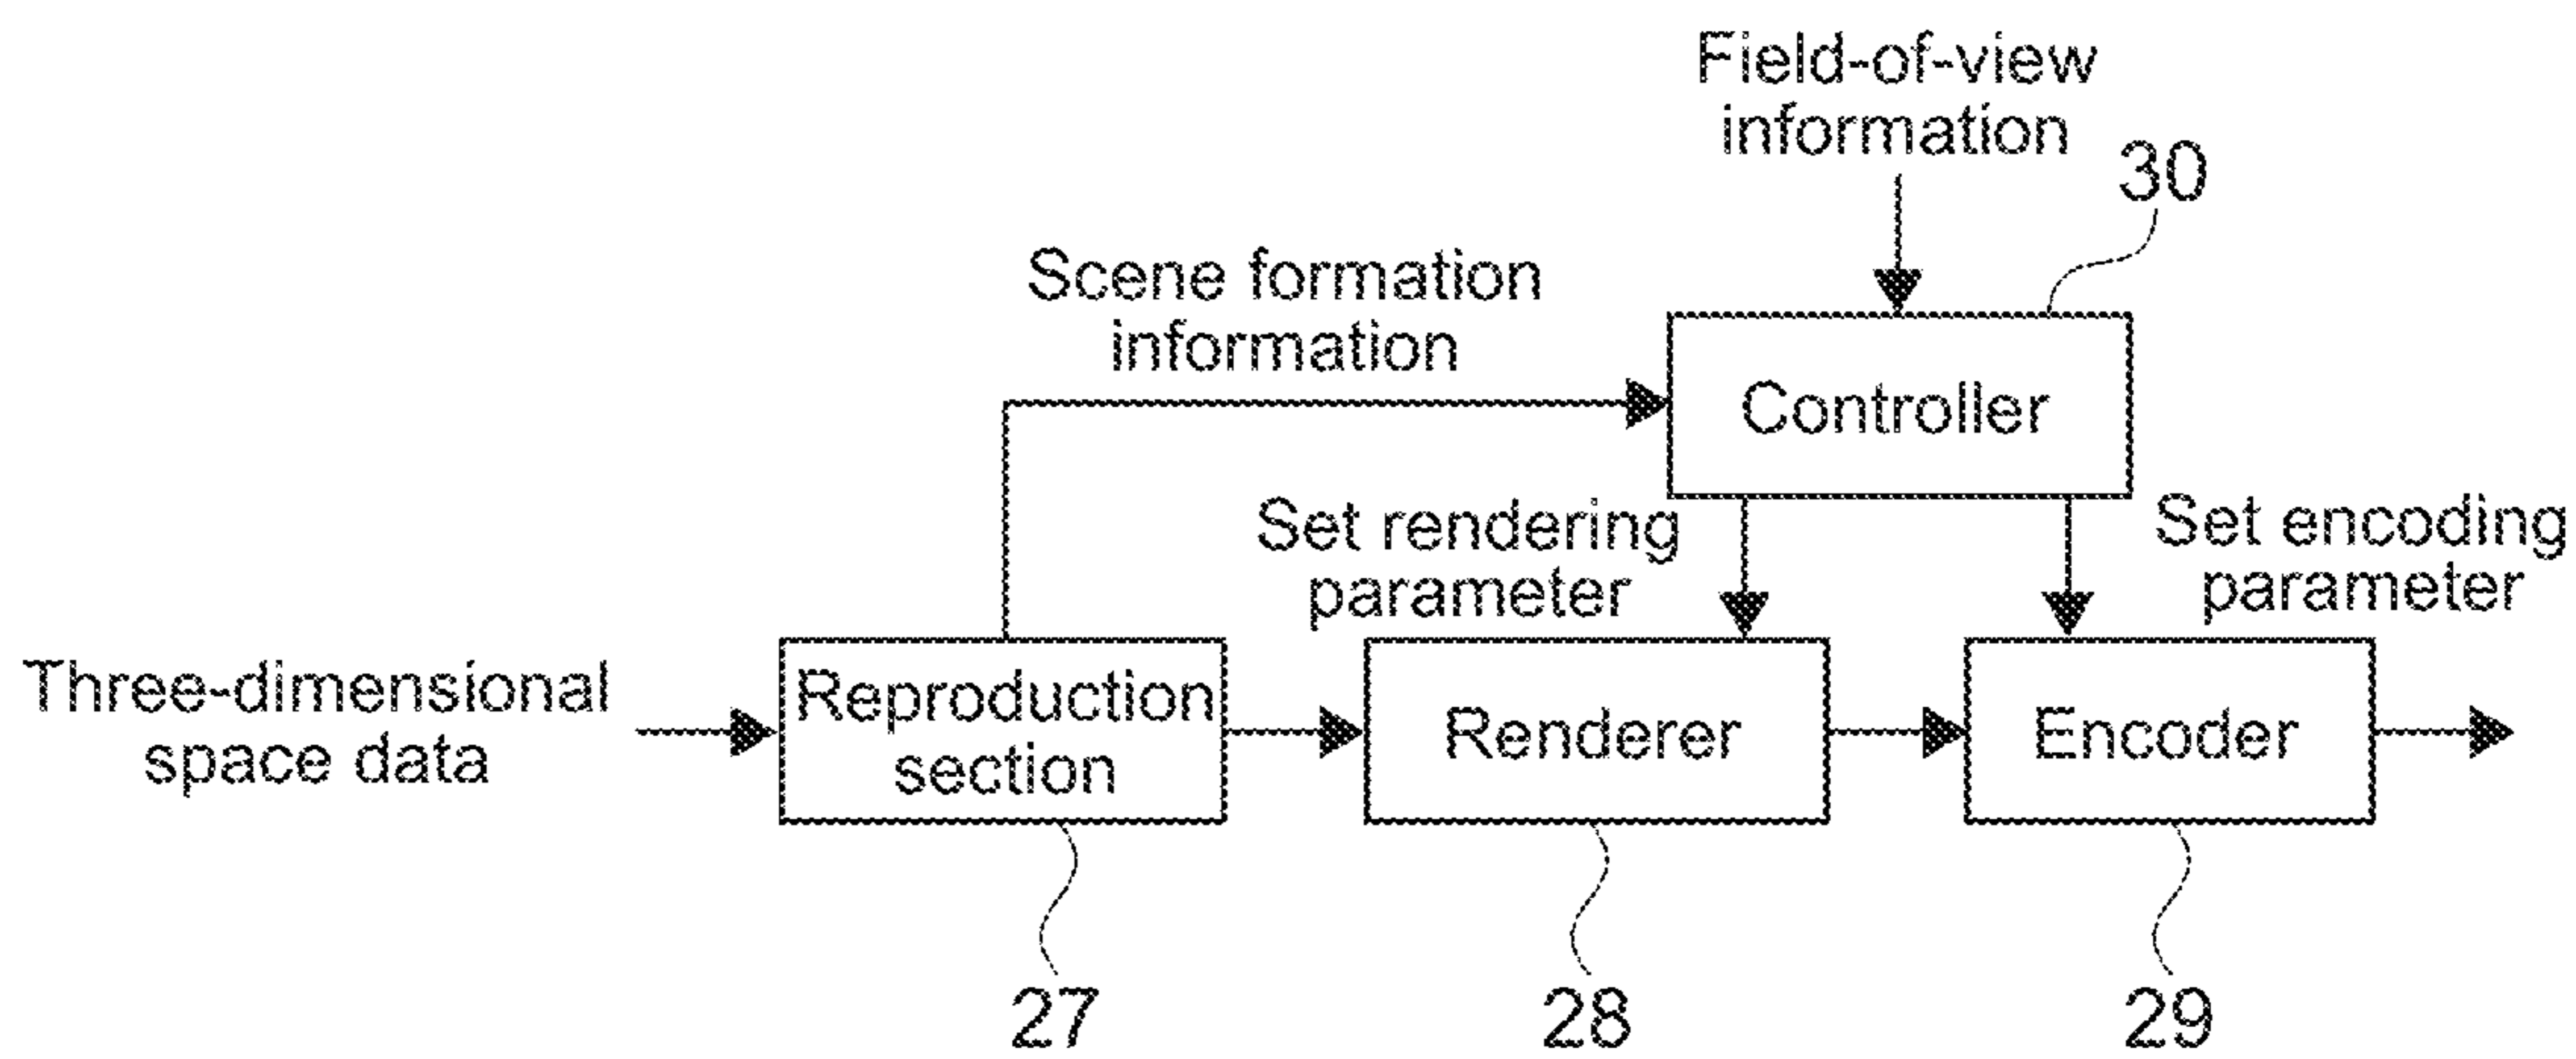 Field-of-view
information
30
Scene formation
information
Controller
Set rendering
parameter
Set encoding
parameter
Three-dimensional
space data
Reproduction
section
Renderer
Encoder
27
28
29